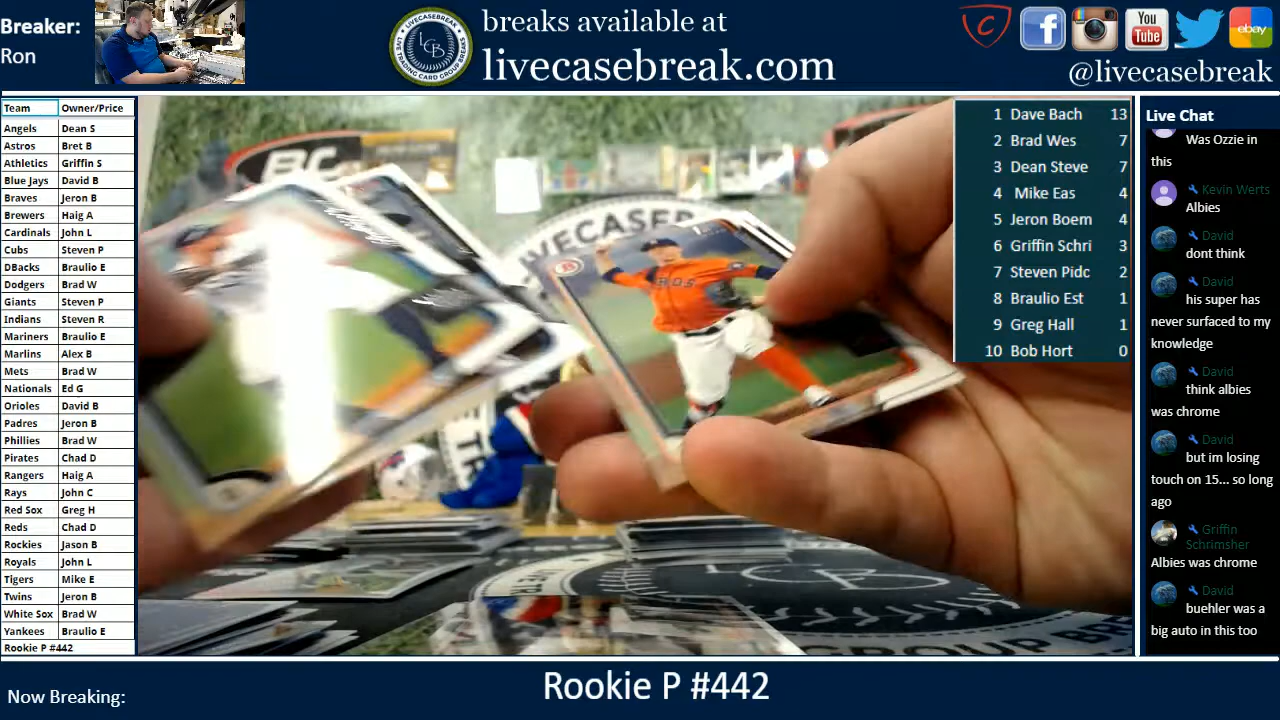 Breaker:
Ron
breaks available at
livecasebreak.com
LCB
You
Tube
ebay
@livecasebreak
Team Owner/Price
Angels Dean S
Astros Bret B
Athletics Griffin S
Blue Jays David B
Braves Jeron B
Brewers Haig A
Cardinals John L
Cubs Steven P
DBacks Braulio E
Dodgers Brad W
Giants Steven P
Indians Steven R
Mariners Braulio E
Marlins Alex B
Mets Brad W
Nationals Ed G
Orioles David B
Padres Jeron B
Phillies Brad W
Pirates Chad D
Rangers Haig A
Rays John C
Red Sox Greg H
Reds Chad D
Rockies Jason B
Royals John L
Tigers Mike E
Twins Jeron B
White Sox Brad W
Yankees Braulio E
Rookie P #442
BC
1 Dave Bach 13
2 Brad Wes 7
3 Dean Steve 7
4 Mike Eas 4
5 Jeron Boem 4
6 Griffin Schri 3
7 Steven Pidc 2
8 Braulio Est 1
9 Greg Hall 1
10 Bob Hort 0
Live Chat
Was Ozzie in
this
Kevin Werts
Albies
David
dont think
David
his super has
never surfaced to my
knowledge
David
think albies
was chrome
David
but im losing
touch on 15... so long
ago
Griffin
Schrimsher
Albies was chrome
David
buehler was a
big auto in this too
Now Breaking:
Rookie P #442